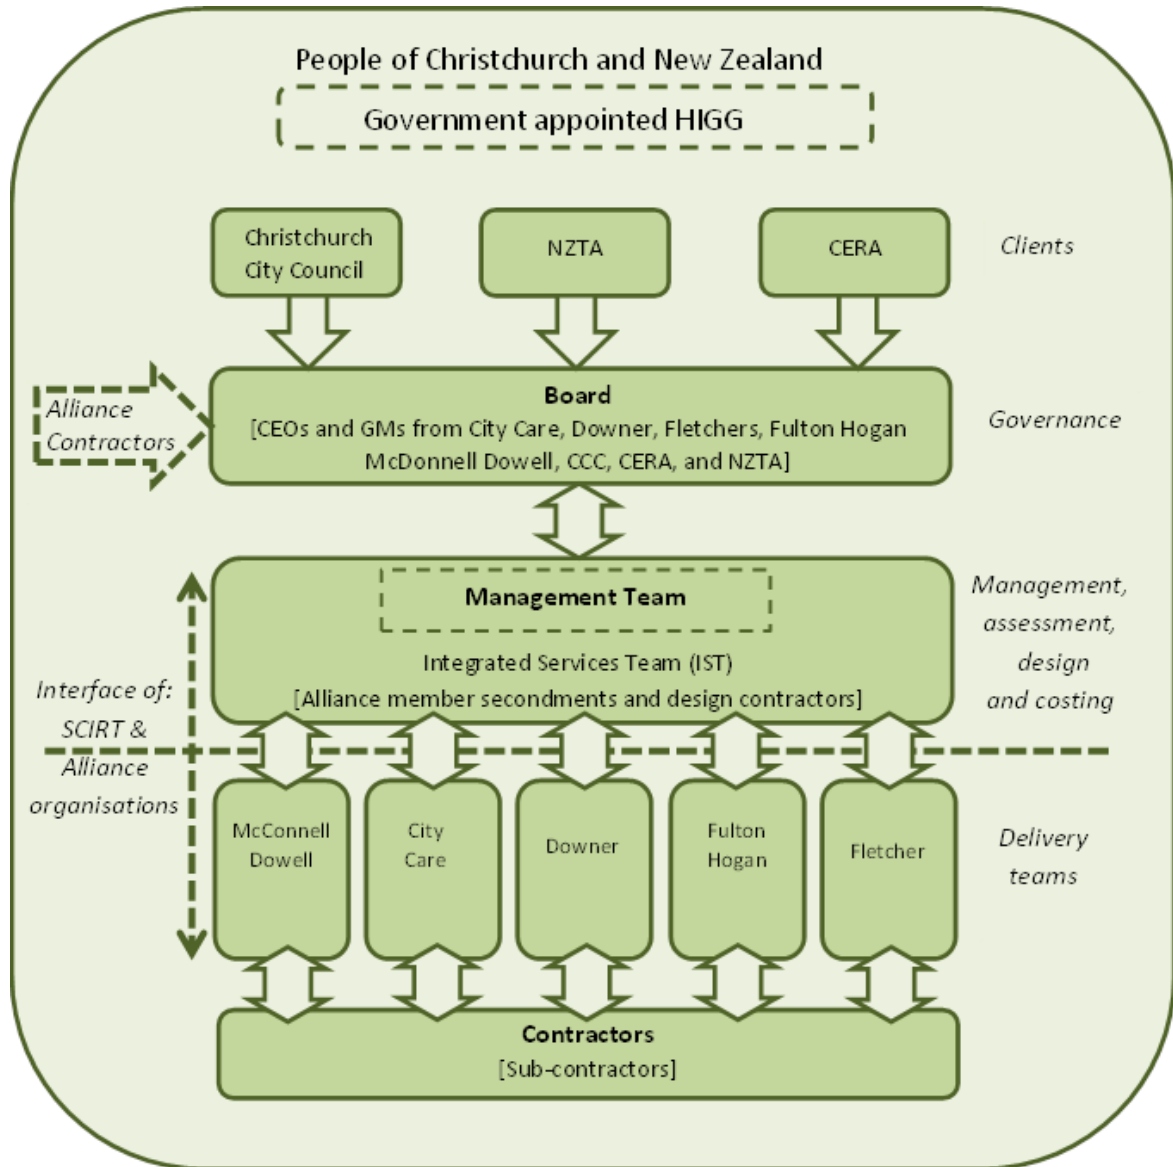 People of Christchurch and New Zealand
Government appointed HIGG
Christchurch
City Council
NZTA
CERA
Clients
Alliance
Contractors
Board
[CEOs and GMs from City Care, Downer, Fletchers, Fulton Hogan
McDonnell Dowell, CCC, CERA, and NZTA]
Governance
Management Team
Integrated Services Team (IST)
[Alliance member secondments and design contractors]
Management,
assessment,
design
and costing
Interface of:
SCIRT &
Alliance
organisations
McConnell
Dowell
City
Care
Downer
Fulton
Hogan
Fletcher
Delivery
teams
Contractors
[Sub-contractors]